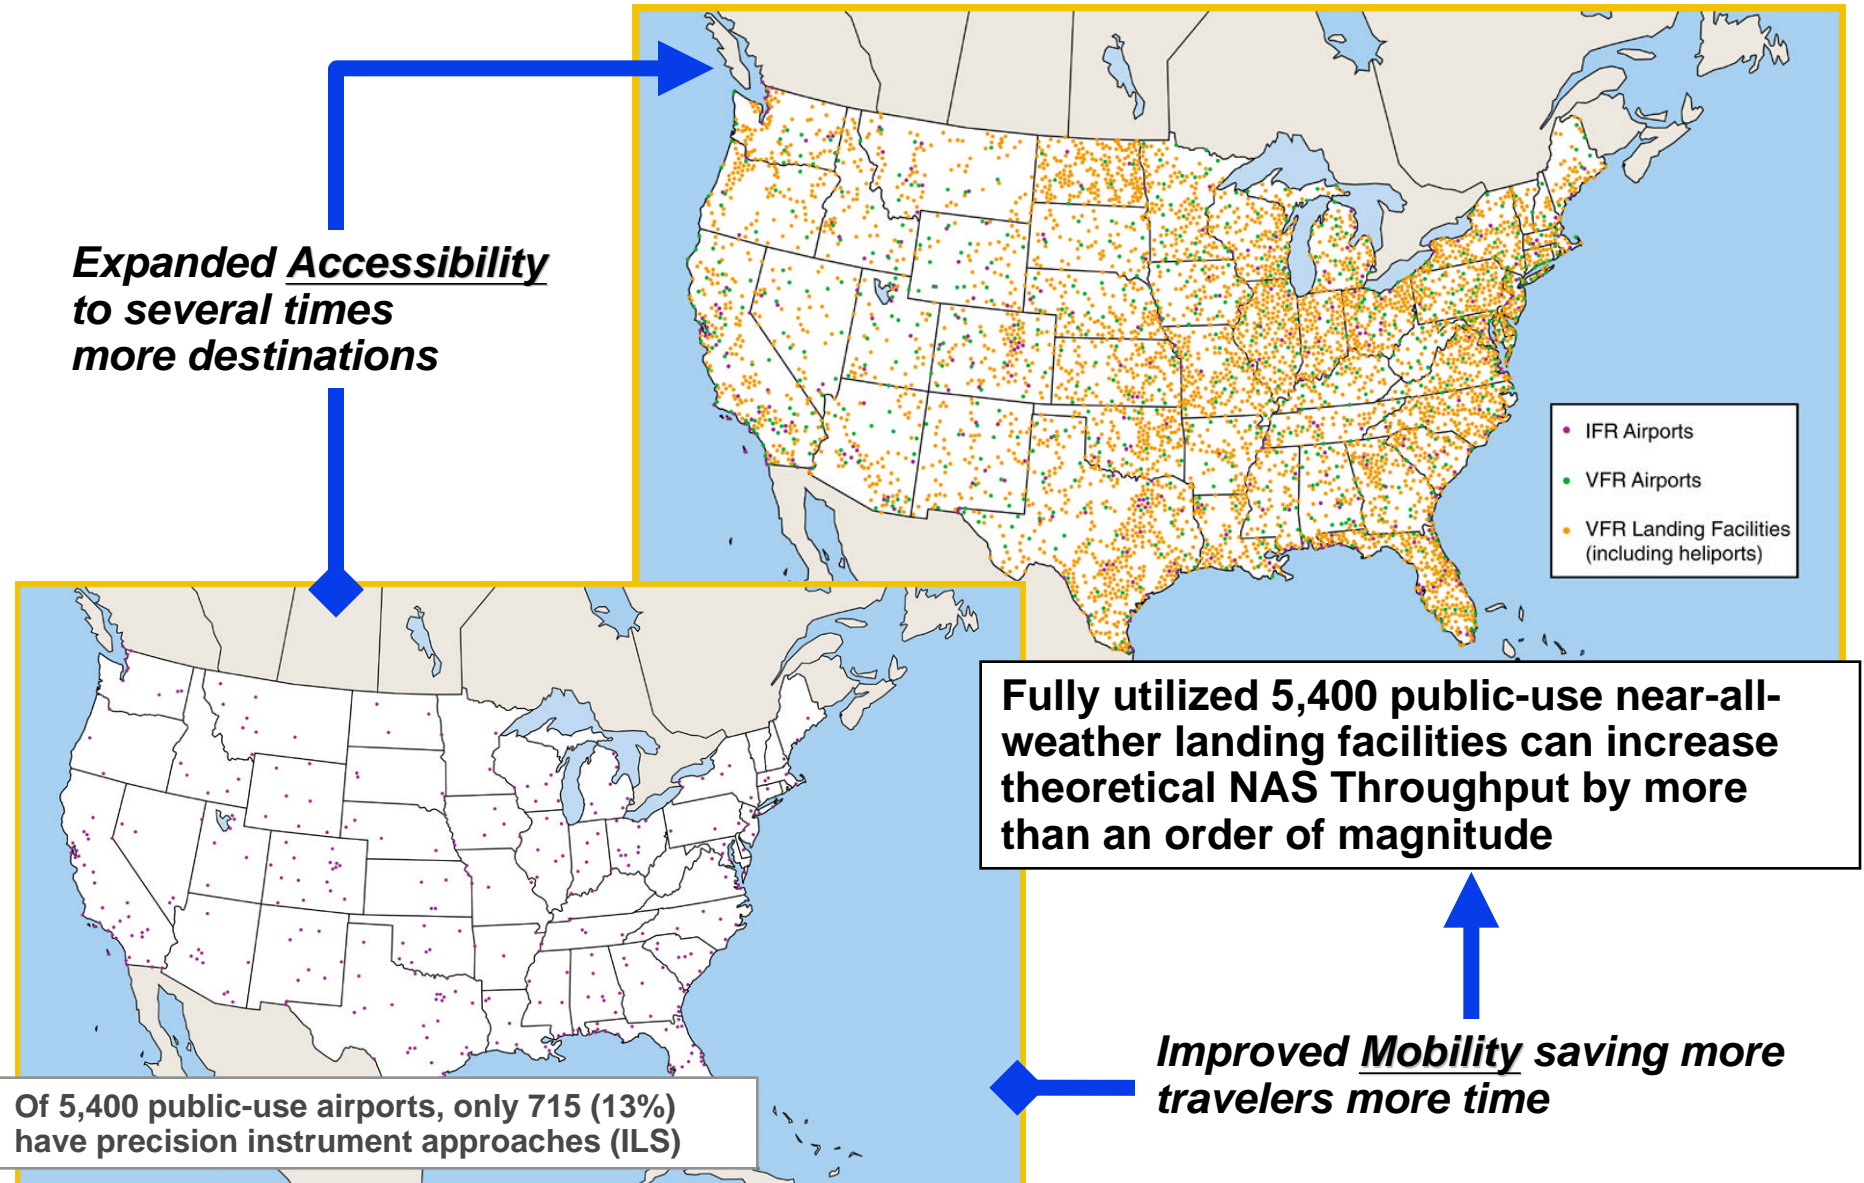 Expanded Accessibility
to several times
more destinations
IFR Airports
VFR Airports
VFR Landing Facilities
(including heliports)
Fully utilized 5,400 public-use near-all-
weather landing facilities can increase
theoretical NAS Throughput by more
than an order of magnitude
Improved Mobility saving more
travelers more time
Of 5,400 public-use airports, only 715 (13%)
have precision instrument approaches (ILS)